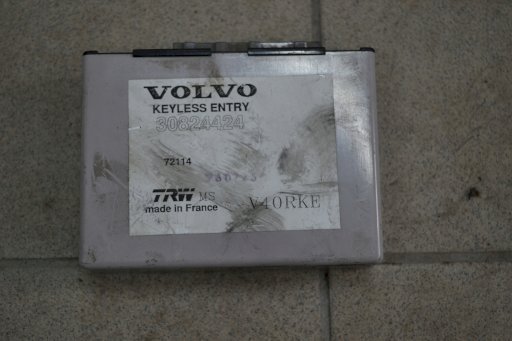 VOLVO
KEYLESS ENTRY
30824424
72114
TRW MS V40RKE
made in France